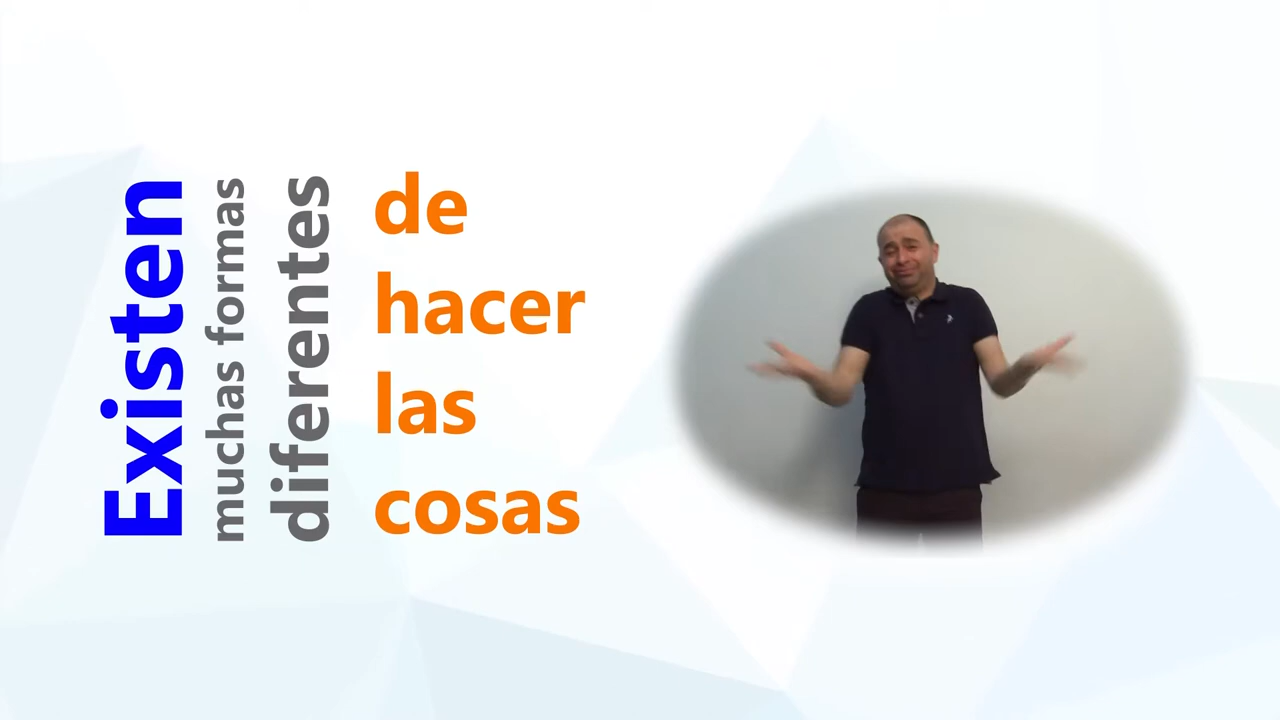 Existen
muchas formas
diferentes
de
hacer
las
cosas